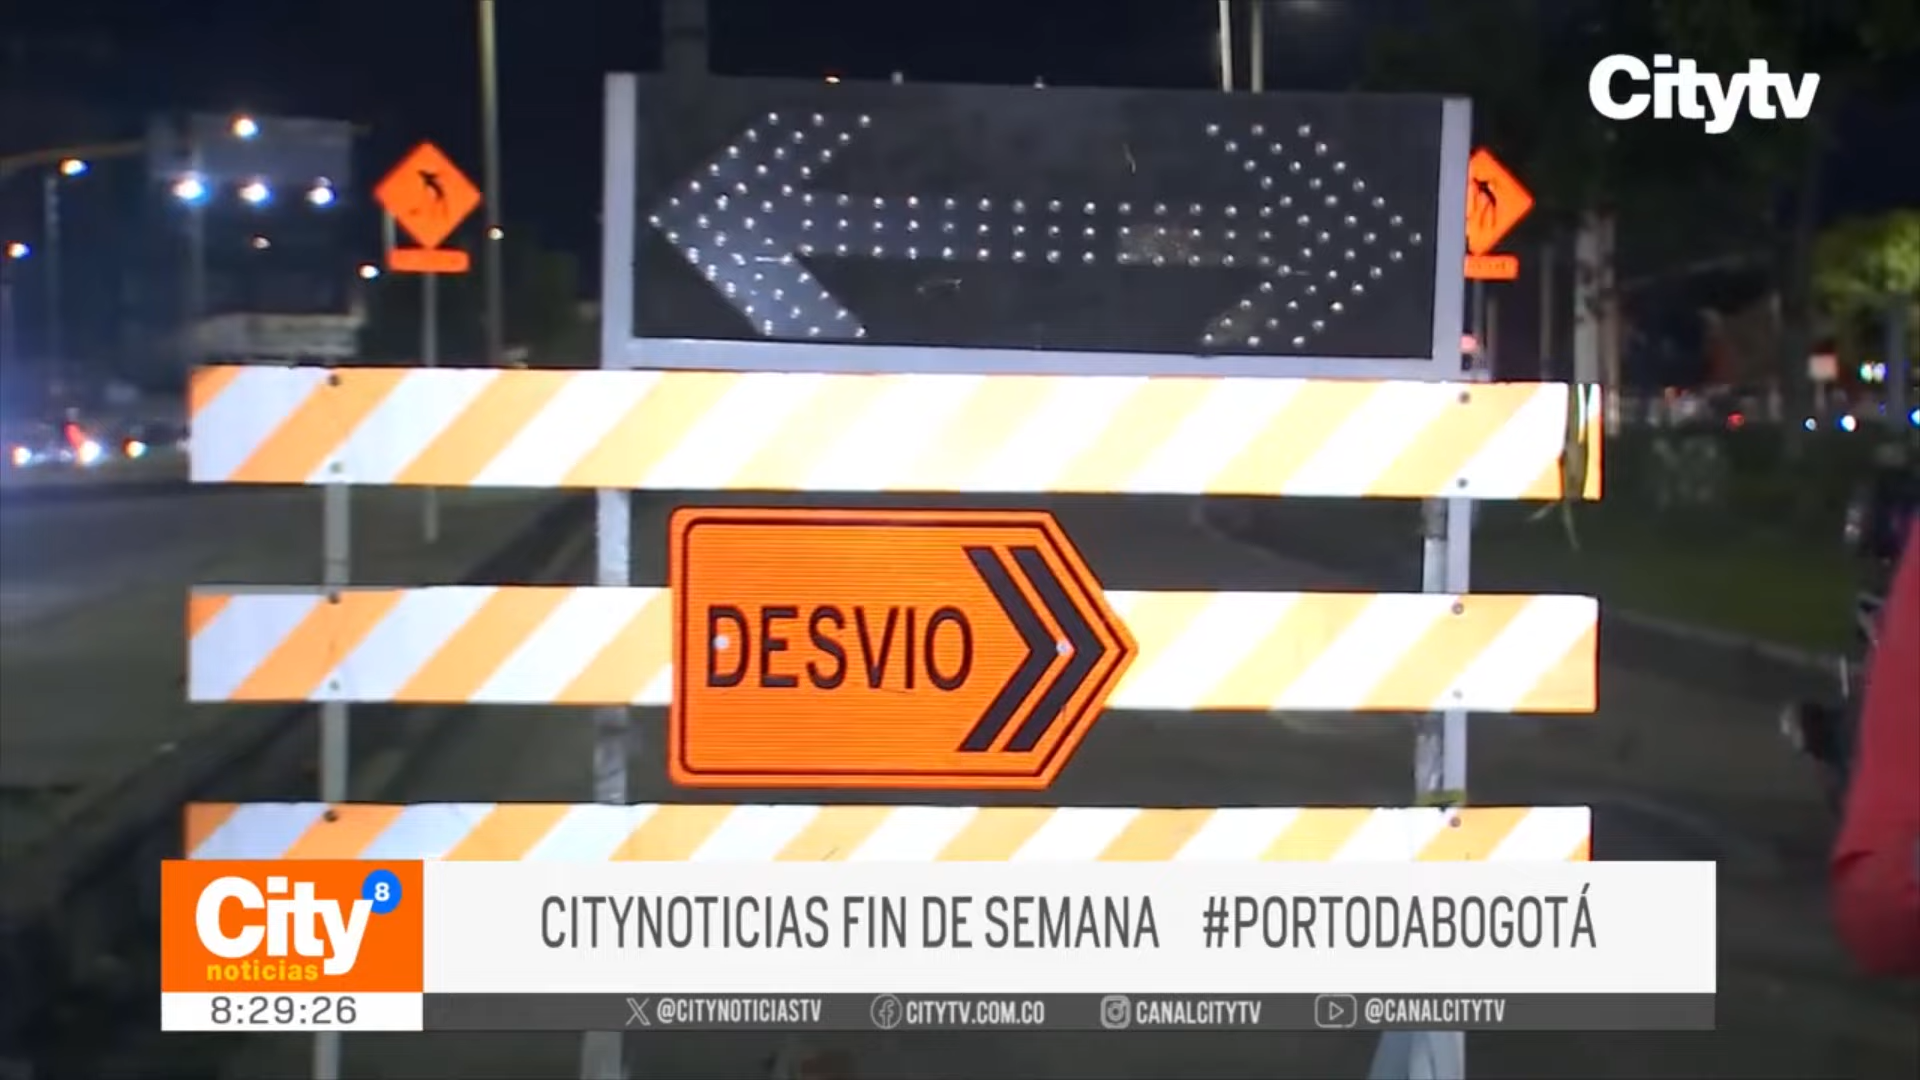 Citytv
DESVIO
City 8
noticias
8:29:26
CITYNOTICIAS FIN DE SEMANA #PORTODABOGOTÁ
@CITYNOTICIASTV CITYTV.COM.CO CANALCITYTV @CANALCITYTV